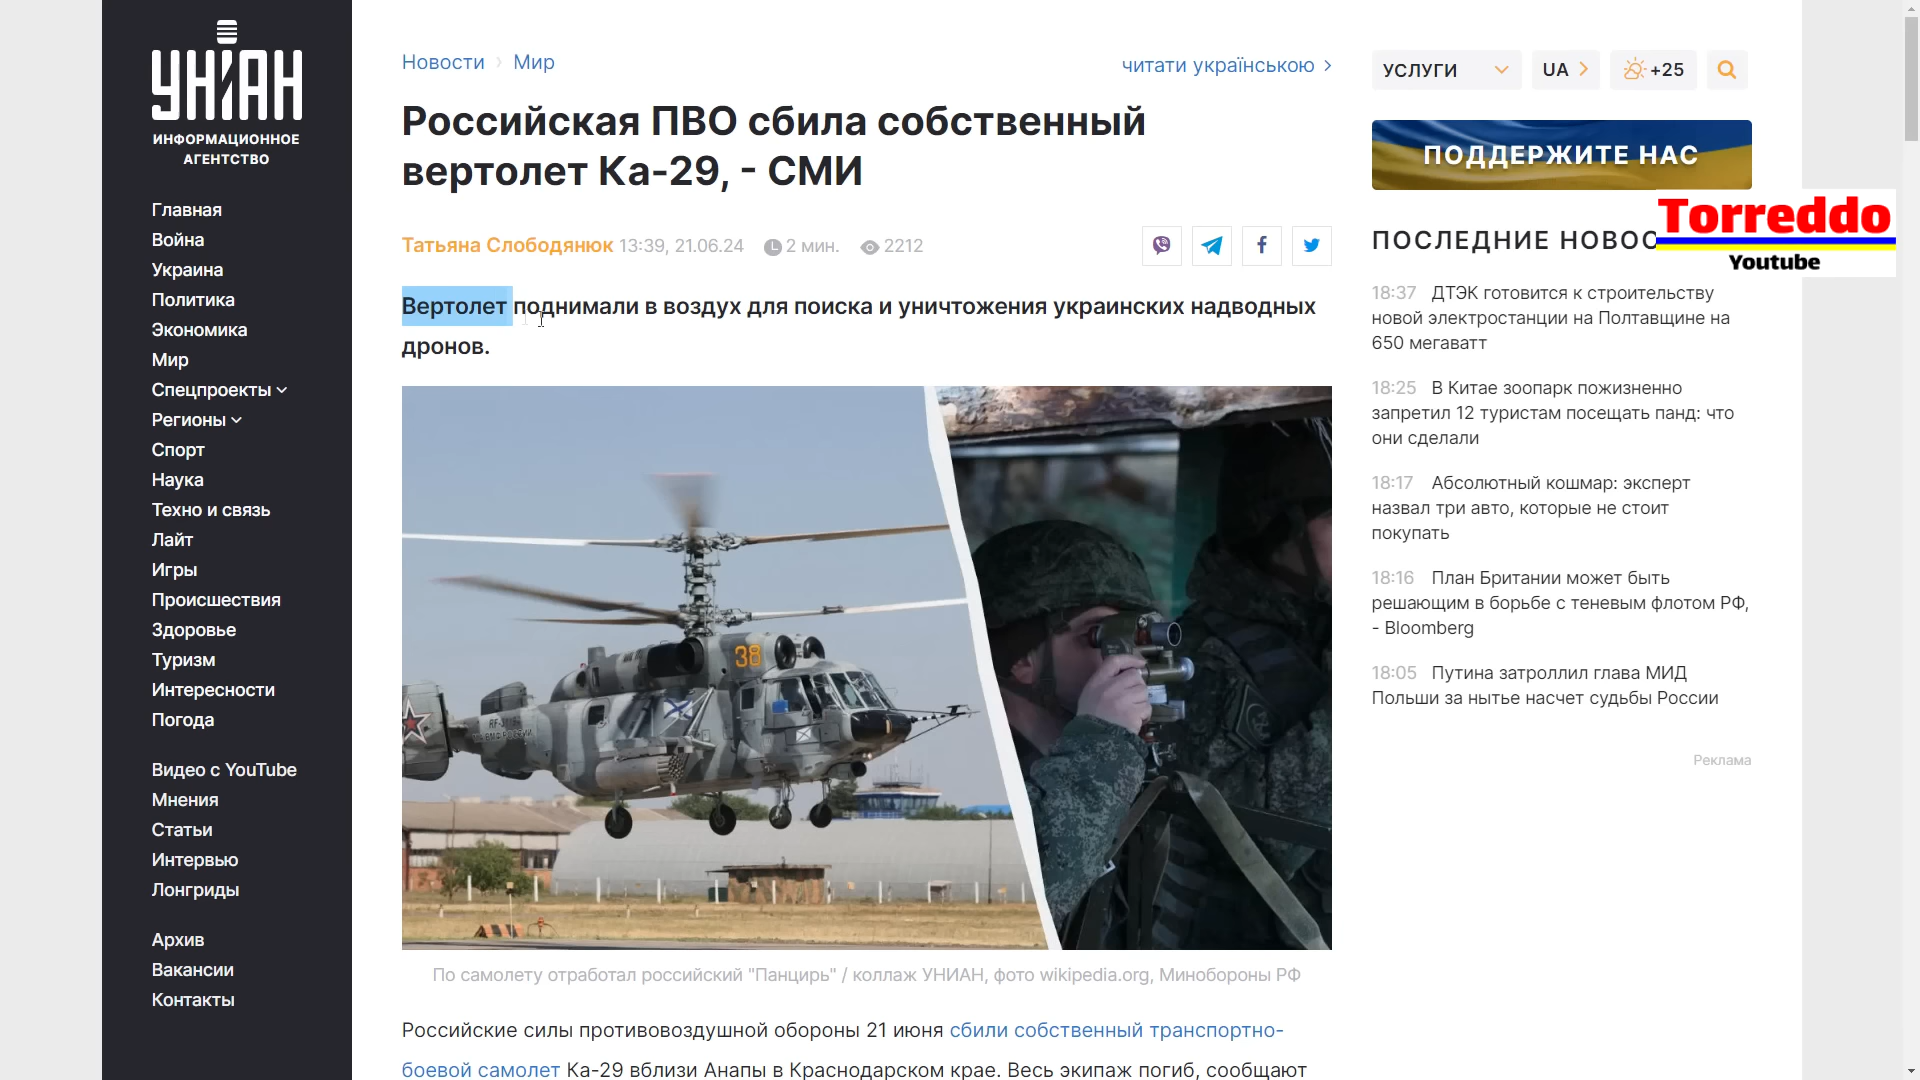 УНІАН
ИНФОРМАЦИОННОЕ
АГЕНТСТВО
Главная
Война
Украина
Политика
Экономика
Мир
Спецпроекты
Регионы
Спорт
Наука
Техно и связь
Лайт
Игры
Происшествия
Здоровье
Туризм
Интересности
Погода
Видео с YouTube
Мнения
Статьи
Интервью
Лонгриды
Архив
Вакансии
Контакты
Новости › Мир
читати українською
Российская ПВО сбила собственный
вертолет Ка-29, - СМИ
Татьяна Слободянюк 13:39, 21.06.24 2 мин. 2212
Вертолет поднимали в воздух для поиска и уничтожения украинских надводных
дронов.
38
По самолету отработал российский "Панцирь" / коллаж УНИАН, фото wikipedia.org, Минобороны РФ
Российские силы противовоздушной обороны 21 июня сбили собственный транспортно-
боевой самолет Ка-29 вблизи Анапы в Краснодарском крае. Весь экипаж погиб, сообщают
УСЛУГИ
UA
+25
ПОДДЕРЖИТЕ НАС
Torreddo
Youtube
ПОСЛЕДНИЕ НОВОС
18:37 ДТЭК готовится к строительству
новой электростанции на Полтавщине на
650 мегаватт
18:25 В Китае зоопарк пожизненно
запретил 12 туристам посещать панд: что
они сделали
18:17 Абсолютный кошмар: эксперт
назвал три авто, которые не стоит
покупать
18:16 План Британии может быть
решающим в борьбе с теневым флотом РФ,
- Bloomberg
18:05 Путина затроллил глава МИД
Польши за нытье насчет судьбы России
Реклама